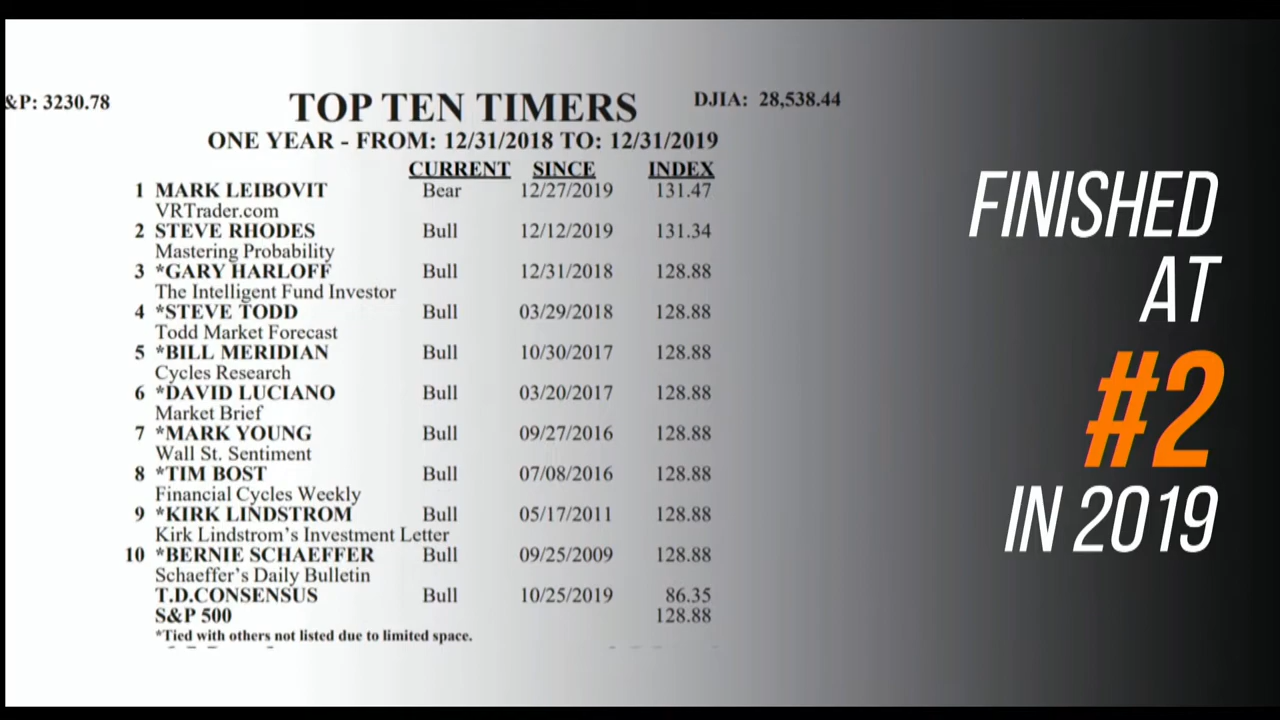 &P: 3230.78
TOP TEN TIMERS
DJIA: 28,538.44
ONE YEAR - FROM: 12/31/2018 TO: 12/31/2019
CURRENT SINCE INDEX
1 MARK LEIBOVIT Bear 12/27/2019 131.47
VRTrader.com
2 STEVE RHODES Bull 12/12/2019 131.34
Mastering Probability
3 *GARY HARLOFF Bull 12/31/2018 128.88
The Intelligent Fund Investor
4 *STEVE TODD Bull 03/29/2018 128.88
Todd Market Forecast
5 *BILL MERIDIAN Bull 10/30/2017 128.88
Cycles Research
6 *DAVID LUCIANO Bull 03/20/2017 128.88
Market Brief
7 *MARK YOUNG Bull 09/27/2016 128.88
Wall St. Sentiment
8 *TIM BOST Bull 07/08/2016 128.88
Financial Cycles Weekly
9 *KIRK LINDSTROM Bull 05/17/2011 128.88
Kirk Lindstrom's Investment Letter
10 *BERNIE SCHAEFFER Bull 09/25/2009 128.88
Schaeffer's Daily Bulletin
T.D.CONSENSUS Bull 10/25/2019 86.35
S&P 500 128.88
*Tied with others not listed due to limited space.
FINISHED
AT
#2
IN 2019